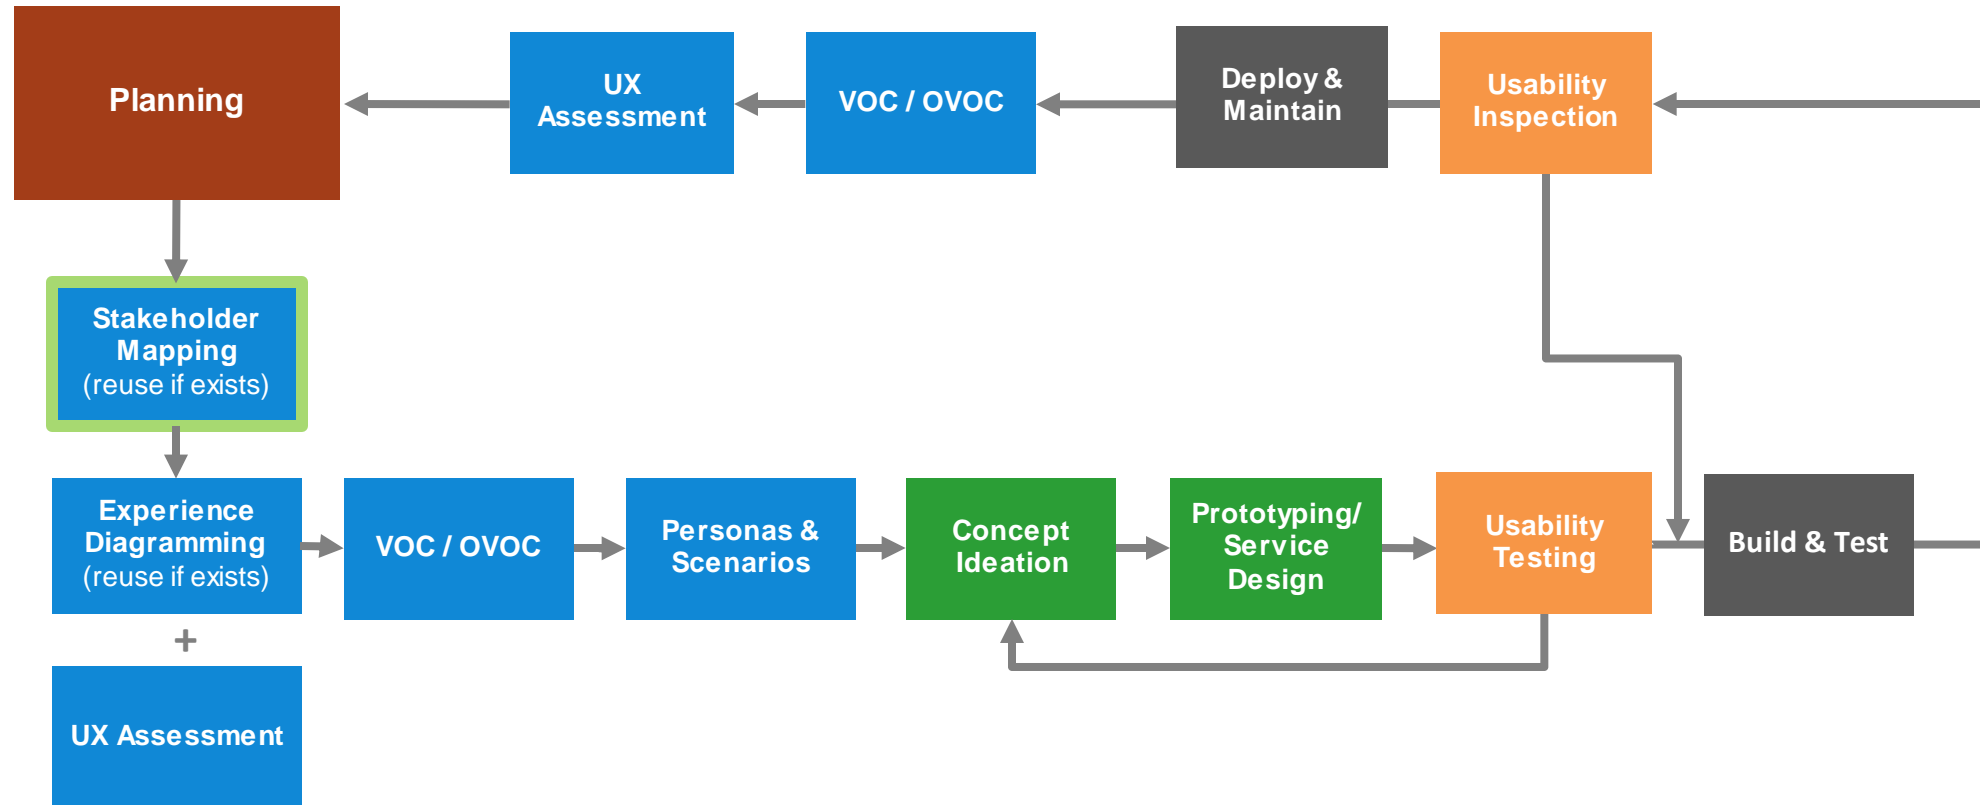 Planning
UX
Assessment
VOC / OVOC
Deploy &
Maintain
Usability
Inspection
Stakeholder
Mapping
(reuse if exists)
Experience
Diagramming
(reuse if exists)
VOC / OVOC
Personas &
Scenarios
Concept
Ideation
Prototyping/
Service
Design
Usability
Testing
Build & Test
+
UX Assessment